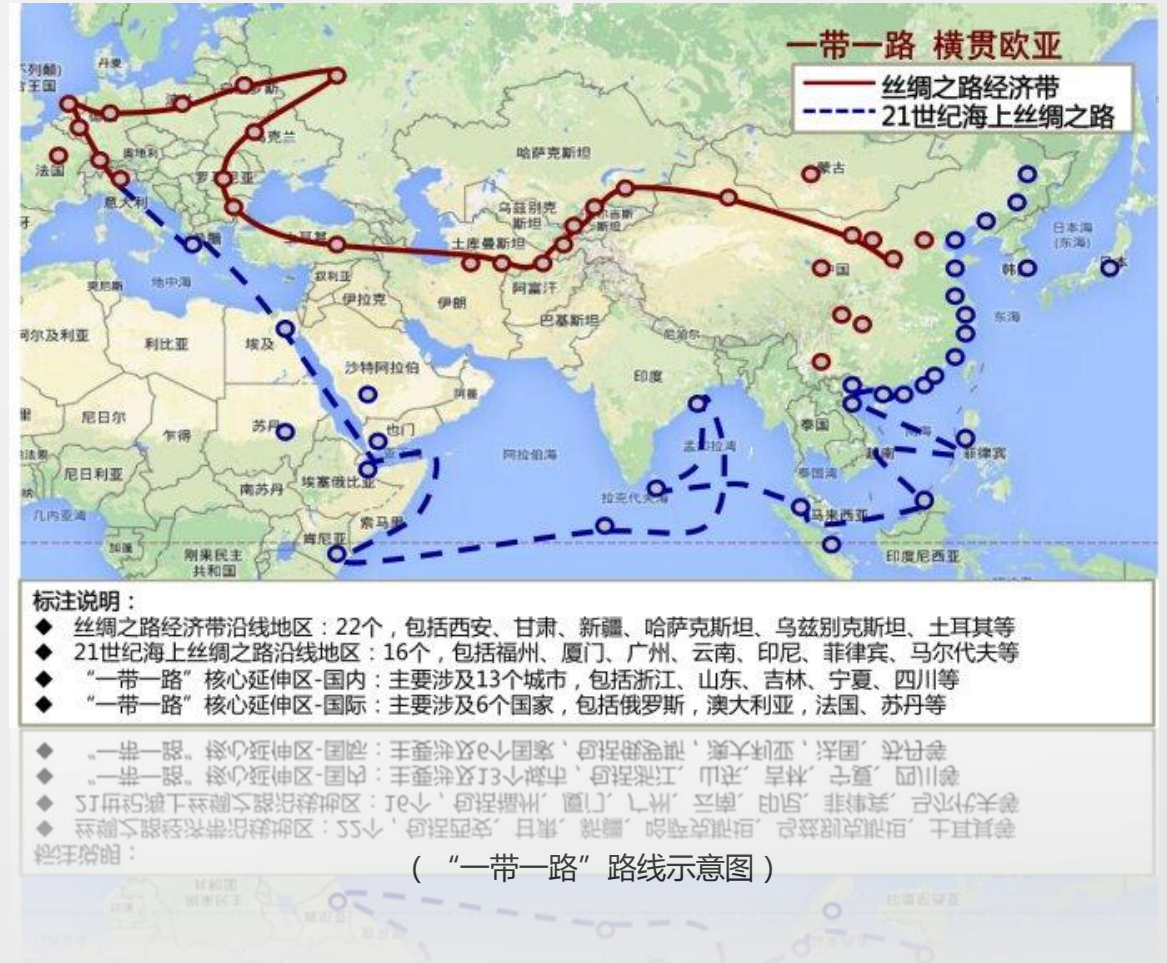 一带一路 横贯欧亚
丝绸之路经济带
21世纪海上丝绸之路
丹麦
法国
奥地利
意大利
克兰
哈萨克斯坦
蒙古
乌兹别克
斯坦
土库曼斯坦
日本海
(东海)
突尼斯
地中海
叙利亚
伊拉克
伊朗
阿富汗
巴基斯坦
尼泊尔
东海
利比亚
埃及
沙特阿拉伯
阿曼
印度
尼日尔
乍得
苏丹
也门
阿拉伯海
孟加拉湾
泰国
越南
菲律宾
尼日利亚
南苏丹
埃塞俄比亚
泰国湾
拉克代夫海
马来西亚
几内亚湾
索马里
肯尼亚
刚果民主
共和国
印度尼西亚
标注说明：
◆ 丝绸之路经济带沿线地区：22个，包括西安、甘肃、新疆、哈萨克斯坦、乌兹别克斯坦、土耳其等
◆ 21世纪海上丝绸之路沿线地区：16个，包括福州、厦门、广州、云南、印尼、菲律宾、马尔代夫等
◆ “一带一路”核心延伸区-国内：主要涉及13个城市，包括浙江、山东、吉林、宁夏、四川等
◆ “一带一路”核心延伸区-国际：主要涉及6个国家，包括俄罗斯，澳大利亚，法国、苏丹等
（“一带一路”路线示意图）